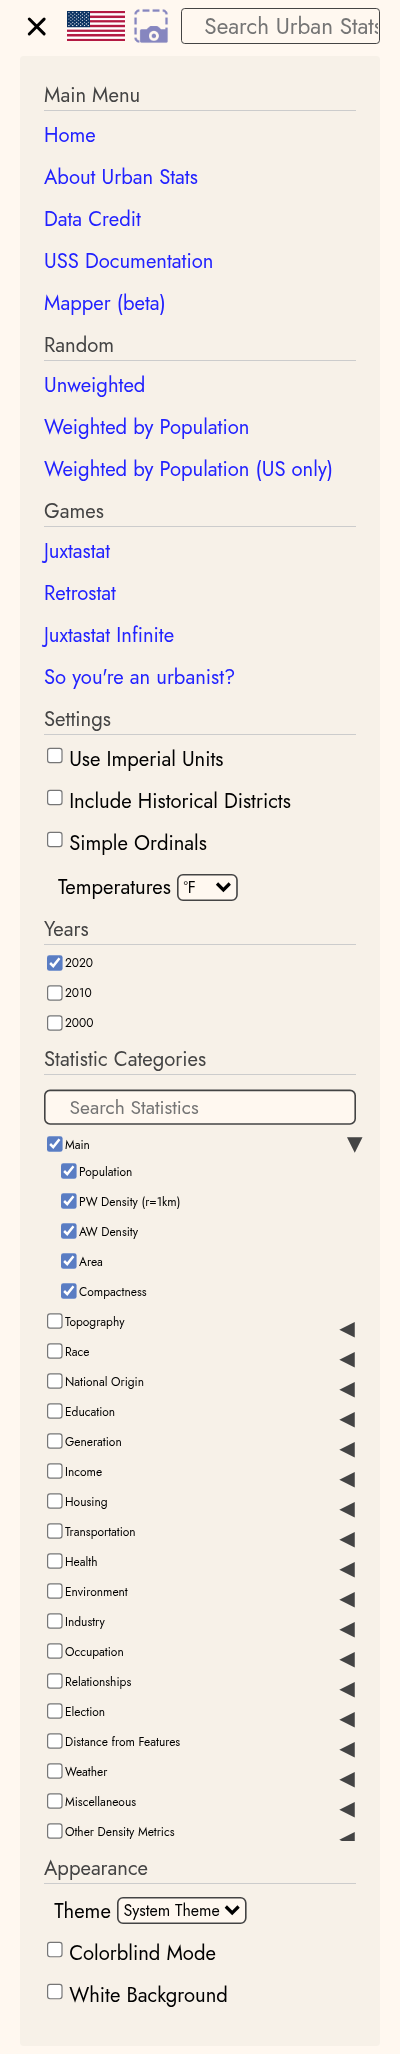 Search Urban Stats
Main Menu
Home
About Urban Stats
Data Credit
USS Documentation
Mapper (beta)
Random
Unweighted
Weighted by Population
Weighted by Population (US only)
Games
Juxtastat
Retrostat
Juxtastat Infinite
So you're an urbanist?
Settings
Use Imperial Units
Include Historical Districts
Simple Ordinals
Temperatures °F
Years
2020
2010
2000
Statistic Categories
Search Statistics
Main
Population
PW Density (r=1km)
AW Density
Area
Compactness
Topography
Race
National Origin
Education
Generation
Income
Housing
Transportation
Health
Environment
Industry
Occupation
Relationships
Election
Distance from Features
Weather
Miscellaneous
Other Density Metrics
Appearance
Theme System Theme
Colorblind Mode
White Background